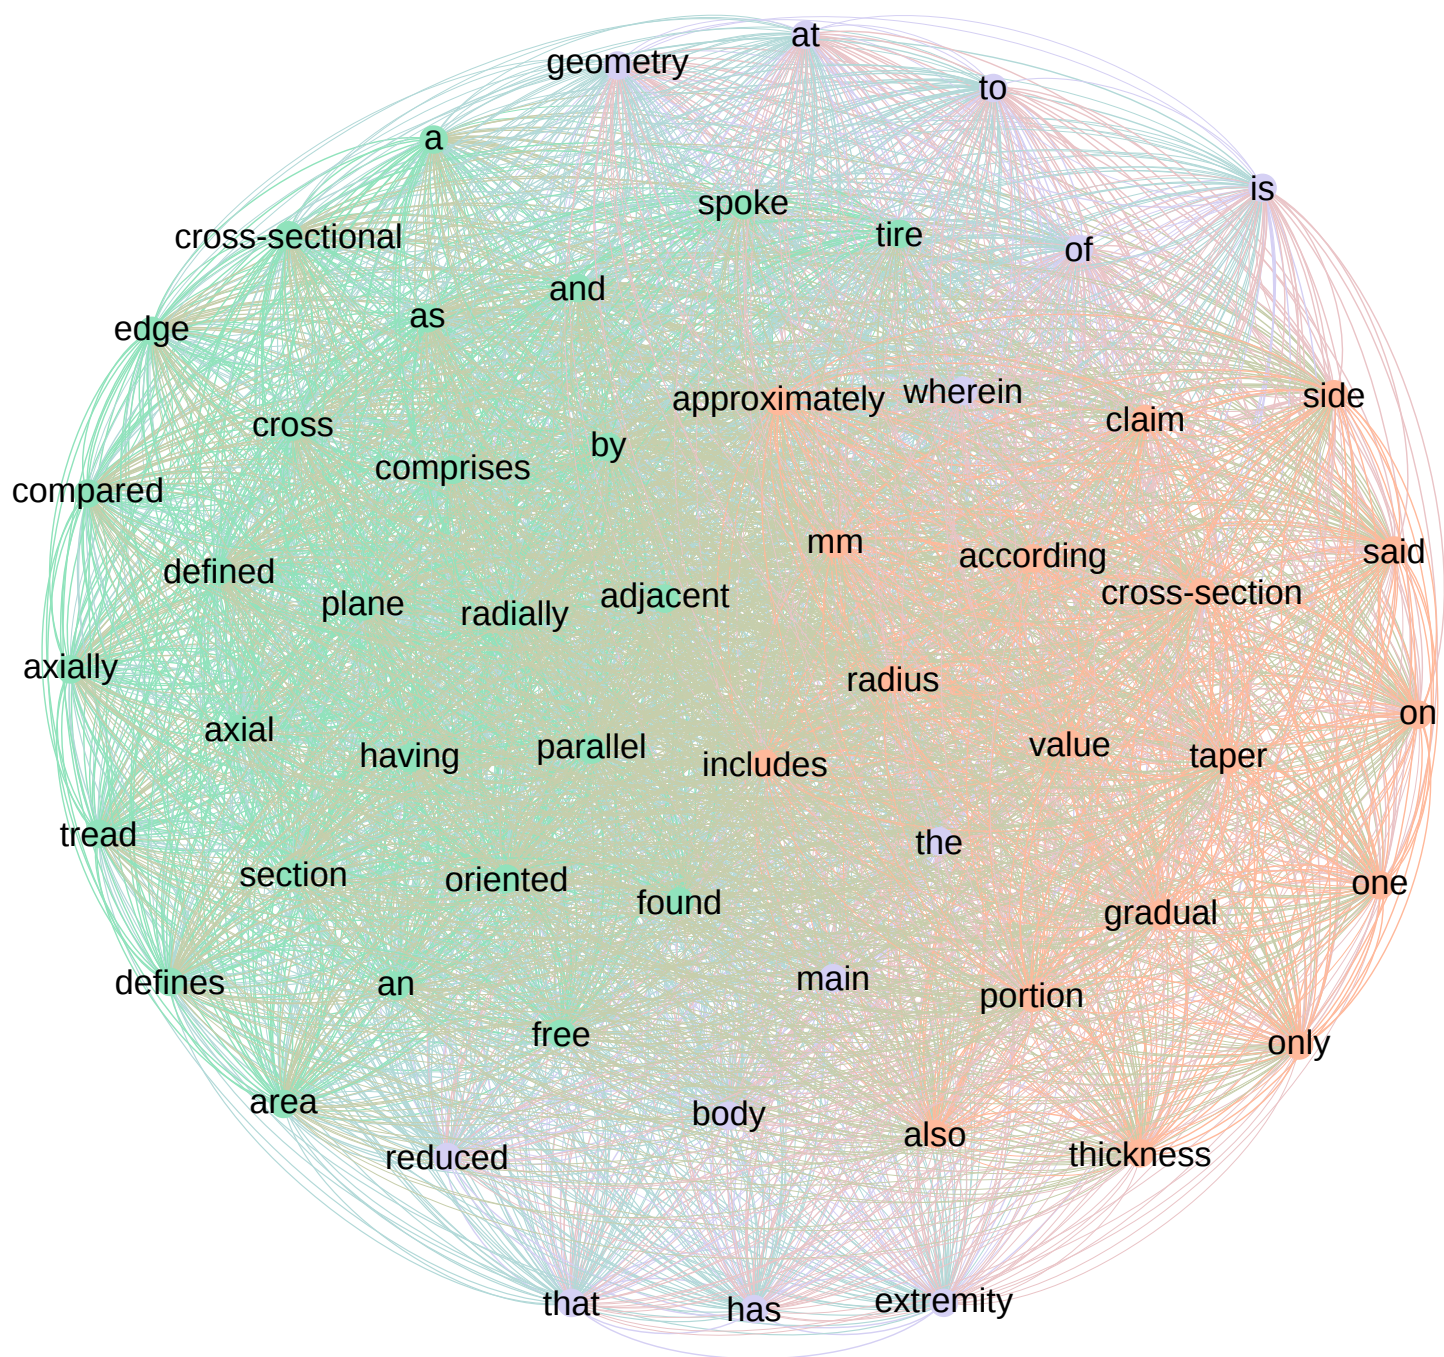 at
geometry
to
a
is
spoke
cross-sectional
tire
of
and
as
edge
approximately
wherein
side
claim
cross
by
comprises
compared
mm
according
said
defined
cross-section
adjacent
plane
radially
axially
radius
on
axial
having
parallel
includes
value
taper
tread
the
section
oriented
found
one
gradual
defines
an
main
portion
free
only
area
body
also
reduced
thickness
that
has
extremity